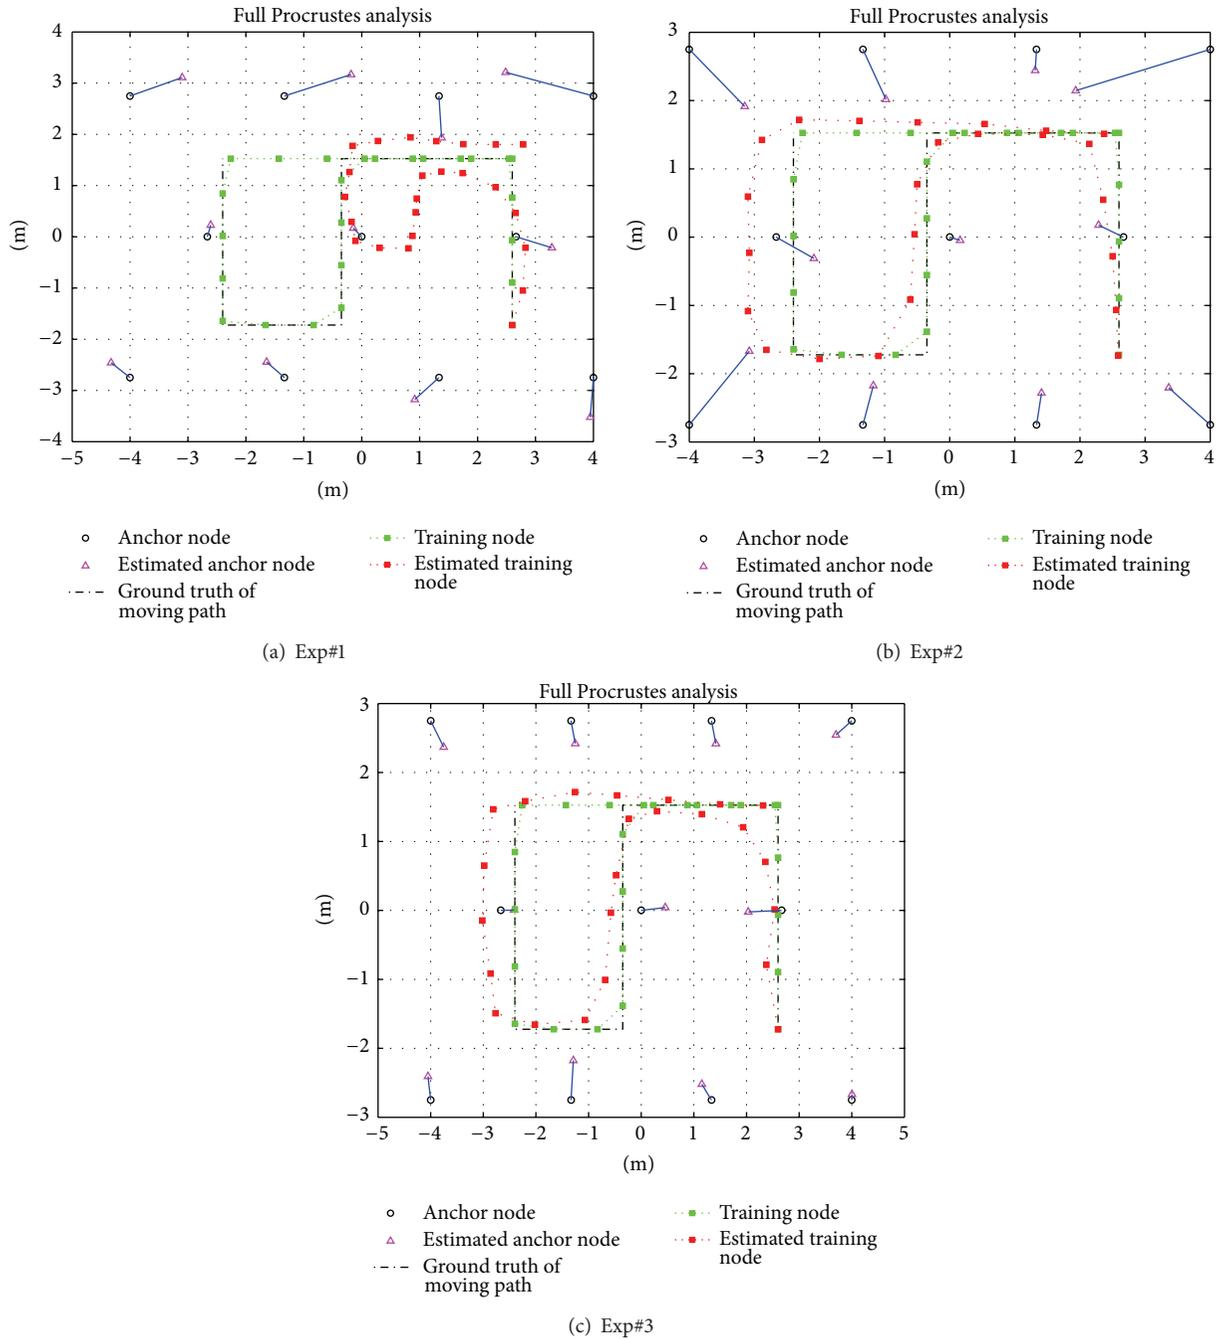 Full Procrustes analysis
4
3
2
1
0
−1
−2
−3
−4
(m)
−5 −4 −3 −2 −1 0 1 2 3 4
(m)
Anchor node
Estimated anchor node
Ground truth of
moving path
Training node
Estimated training
node
(a) Exp#1
Full Procrustes analysis
3
2
1
0
−1
−2
−3
(m)
−4 −3 −2 −1 0 1 2 3 4
(m)
Anchor node
Estimated anchor node
Ground truth of
moving path
Training node
Estimated training
node
(b) Exp#2
Full Procrustes analysis
3
2
1
0
−1
−2
−3
(m)
−5 −4 −3 −2 −1 0 1 2 3 4 5
(m)
Anchor node
Estimated anchor node
Ground truth of
moving path
Training node
Estimated training
node
(c) Exp#3